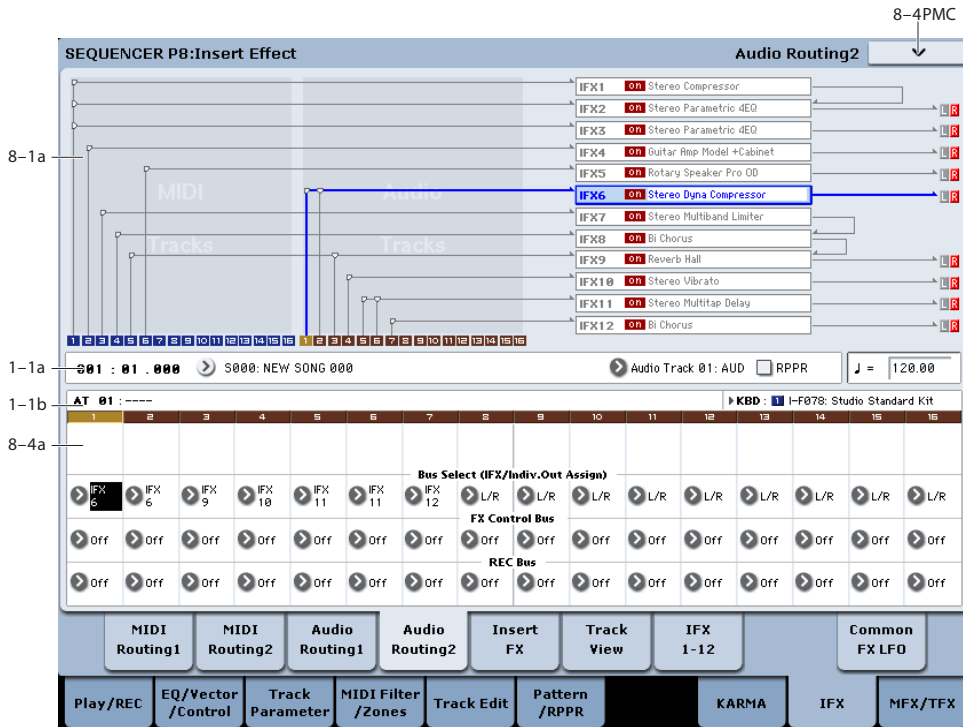 8–4PMC
SEQUENCER P8:Insert Effect
Audio Routing2
8–1a
MIDI
Tracks
Audio
Tracks
IFX1 on Stereo Compressor
IFX2 on Stereo Parametric 4EQ L R
IFX3 on Stereo Parametric 4EQ L R
IFX4 on Guitar Amp Model +Cabinet L R
IFX5 on Rotary Speaker Pro OD L R
IFX6 on Stereo Dyna Compressor L R
IFX7 on Stereo Multiband Limiter
IFX8 on Bi Chorus
IFX9 on Reverb Hall L R
IFX10 on Stereo Vibrato L R
IFX11 on Stereo Multitap Delay L R
IFX12 on Bi Chorus L R
1 2 3 4 5 6 7 8 9 10 11 12 13 14 15 16 1 2 3 4 5 6 7 8 9 10 11 12 13 14 15 16
1–1a
001 : 01 . 000 S000: NEW SONG 000 Audio Track 01: AUD RPPR ♩ = 120.00
1–1b
AT 01 : ---- KBD : 1 I-F078: Studio Standard Kit
1 2 3 4 5 6 7 8 9 10 11 12 13 14 15 16
8–4a
Bus Select (IFX/Indiv.Out Assign)
IFX 6 IFX 6 IFX 9 IFX 10 IFX 11 IFX 11 IFX 12 L/R L/R L/R L/R L/R L/R L/R L/R L/R
FX Control Bus
Off Off Off Off Off Off Off Off Off Off Off Off Off Off Off Off
REC Bus
Off Off Off Off Off Off Off Off Off Off Off Off Off Off Off Off
MIDI Routing1 MIDI Routing2 Audio Routing1 Audio Routing2 Insert FX Track View IFX 1-12 Common FX LFO
Play/REC EQ/Vector /Control Track Parameter MIDI Filter /Zones Track Edit Pattern /RPPR KARMA IFX MFX/TFX